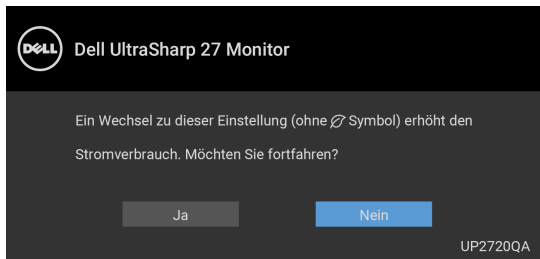 DELL Dell UltraSharp 27 Monitor
Ein Wechsel zu dieser Einstellung (ohne Symbol) erhöht den
Stromverbrauch. Möchten Sie fortfahren?
Ja Nein
UP2720QA